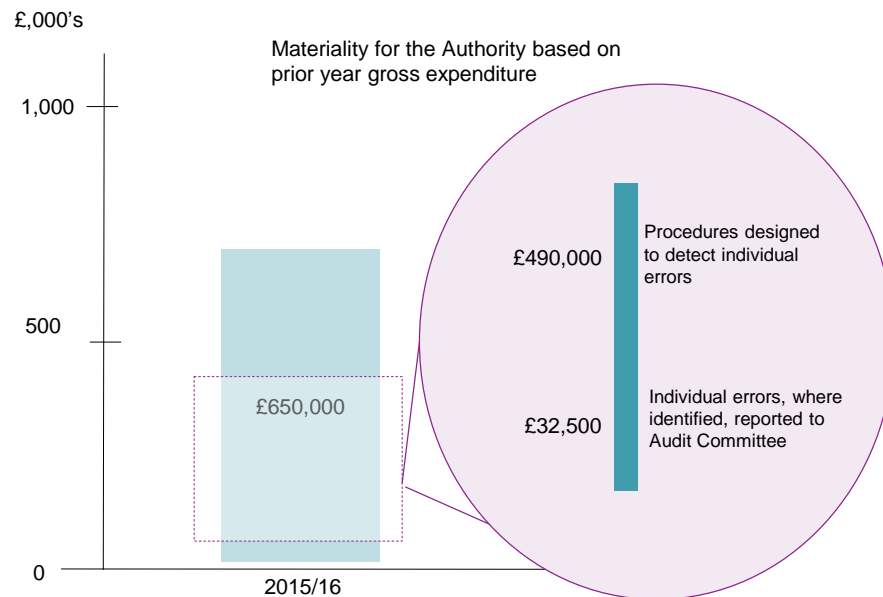 £,000’s
Materiality for the Authority based on
prior year gross expenditure
1,000
Procedures designed
to detect individual
errors
£490,000
500
£650,000
Individual errors, where
identified, reported to
Audit Committee
£32,500
0
2015/16